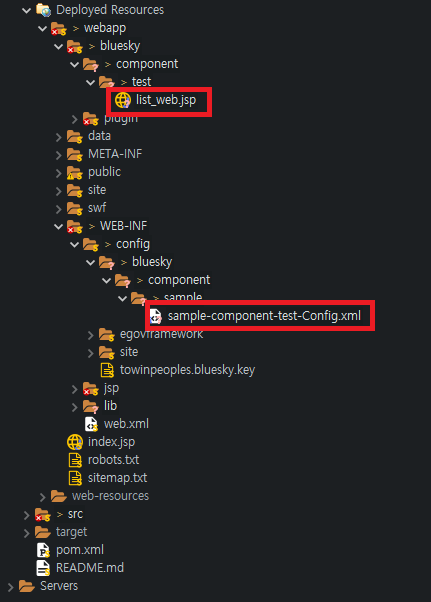 Deployed Resources
> webapp
> bluesky
> component
> test
list_web.jsp
> plugin
> data
> META-INF
> public
> site
> swf
> WEB-INF
> config
> bluesky
> component
> sample
sample-component-test-Config.xml
> egovframework
> site
towinpeoples.bluesky.key
> jsp
> lib
web.xml
index.jsp
robots.txt
sitemap.txt
web-resources
> src
target
pom.xml
README.md
Servers